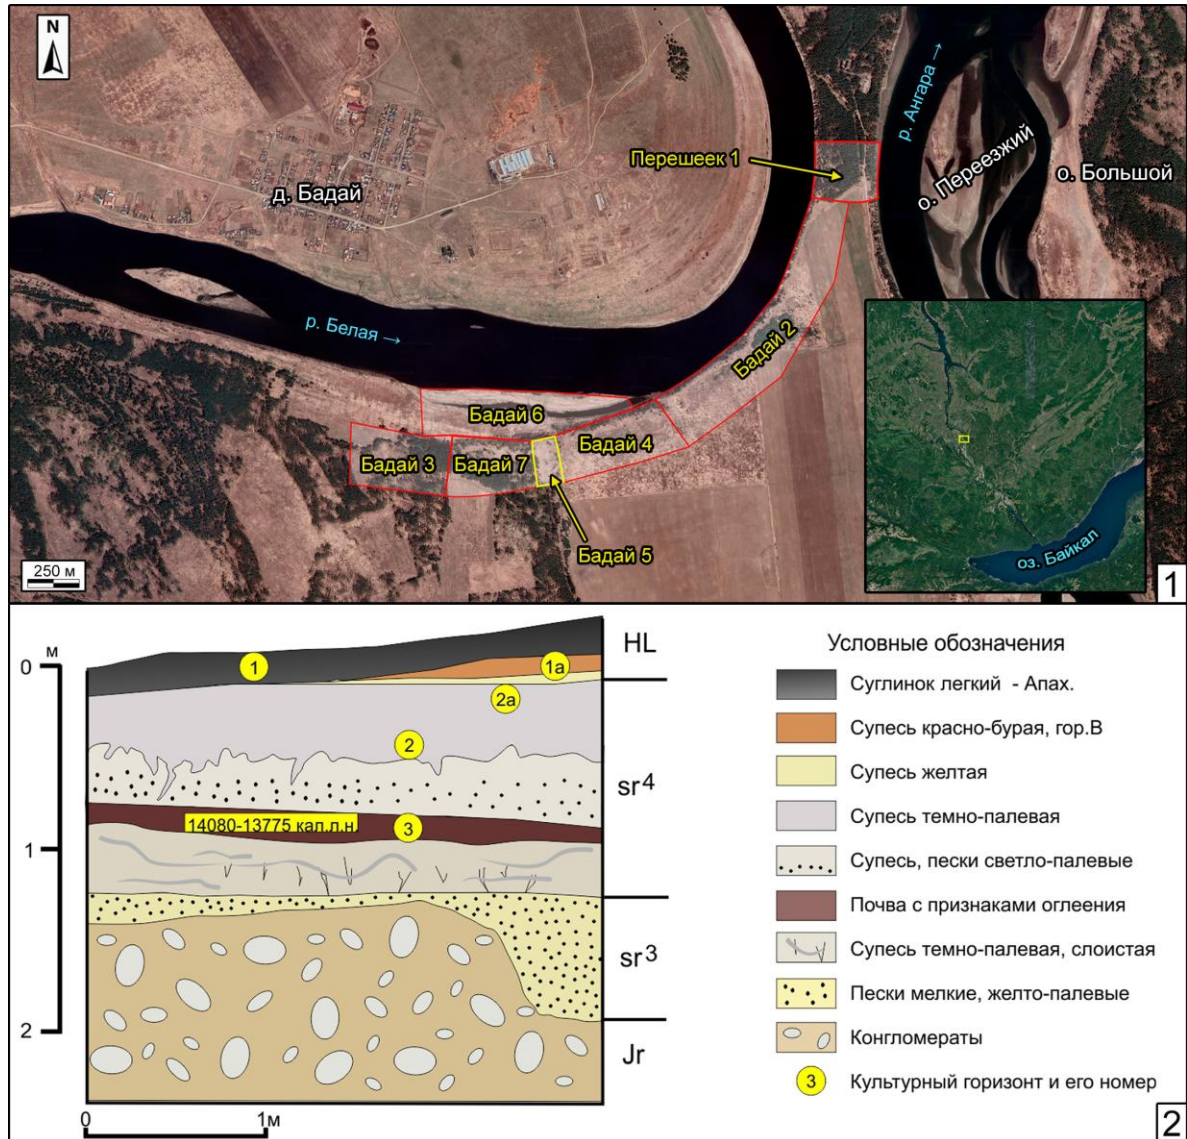 N
р. Ангара →
Перешеек 1
о. Переезжий
о. Большой
д. Бадай
р. Белая →
Бадай 2
Бадай 6
Бадай 4
Бадай 3
Бадай 7
Бадай 5
оз. Байкал
250 м
1
м
0
1
2
1
1а
2а
2
14080-13775 кал.л.н.
3
HL
sr4
sr3
Jr
0
1м
Условные обозначения
Суглинок легкий - Апах.
Супесь красно-бурая, гор.В
Супесь желтая
Супесь темно-палевая
Супесь, пески светло-палевые
Почва с признаками оглеения
Супесь темно-палевая, слоистая
Пески мелкие, желто-палевые
Конгломераты
3
Культурный горизонт и его номер
2